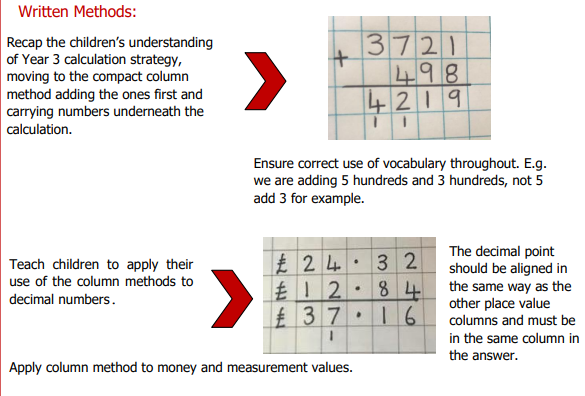 Written Methods:
Recap the children's understanding
of Year 3 calculation strategy,
moving to the compact column
method adding the ones first and
carrying numbers underneath the
calculation.
3721
+ 498
4219
1 1
Ensure correct use of vocabulary throughout. E.g.
we are adding 5 hundreds and 3 hundreds, not 5
add 3 for example.
Teach children to apply their
use of the column methods to
decimal numbers.
£ 24.32
£ 12.84
£ 37.16
1
The decimal point
should be aligned in
the same way as the
other place value
columns and must be
in the same column in
the answer.
Apply column method to money and measurement values.